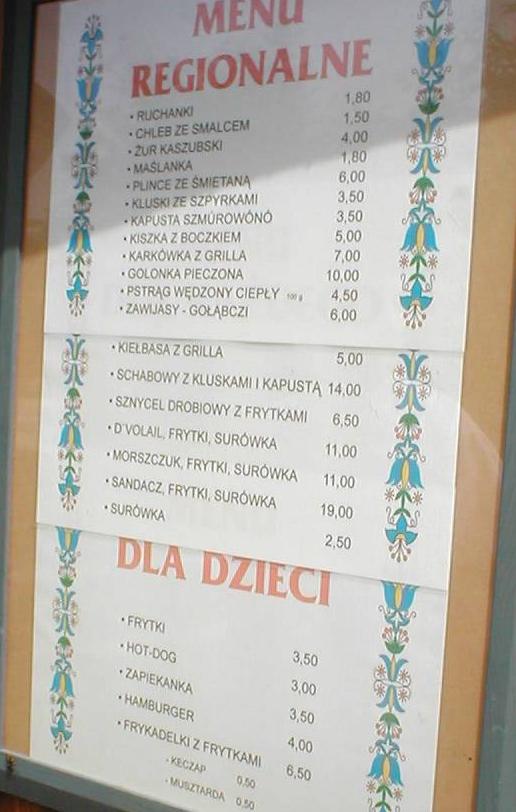 MENU
REGIONALNE
• RUCHANKI 1,80
• CHLEB ZE SMALCEM 1,50
• ŻUR KASZUBSKI 4,00
• MAŚLANKA 1,80
• PLINCE ZE ŚMIETANĄ 6,00
• KLUSKI ZE SZPYRKAMI 3,50
• KAPUSTA SZMÚROWÓNÓ 3,50
• KISZKA Z BOCZKIEM 5,00
• KARKÓWKA Z GRILLA 7,00
• GOLONKA PIECZONA 10,00
• PSTRĄG WĘDZONY CIEPŁY 100 g 4,50
• ZAWIJASY - GOŁĄBCZI 6,00
• KIEŁBASA Z GRILLA 5,00
• SCHABOWY Z KLUSKAMI I KAPUSTĄ 14,00
• SZNYCEL DROBIOWY Z FRYTKAMI 6,50
• D'VOLAIL, FRYTKI, SURÓWKA 11,00
• MORSZCZUK, FRYTKI, SURÓWKA 11,00
• SANDACZ, FRYTKI, SURÓWKA 19,00
• SURÓWKA 2,50
DLA DZIECI
• FRYTKI 3,50
• HOT-DOG 3,00
• ZAPIEKANKA 3,50
• HAMBURGER 4,00
• FRYKADELKI Z FRYTKAMI 6,50
- KECZAP 0,50
- MUSZTARDA 0,50